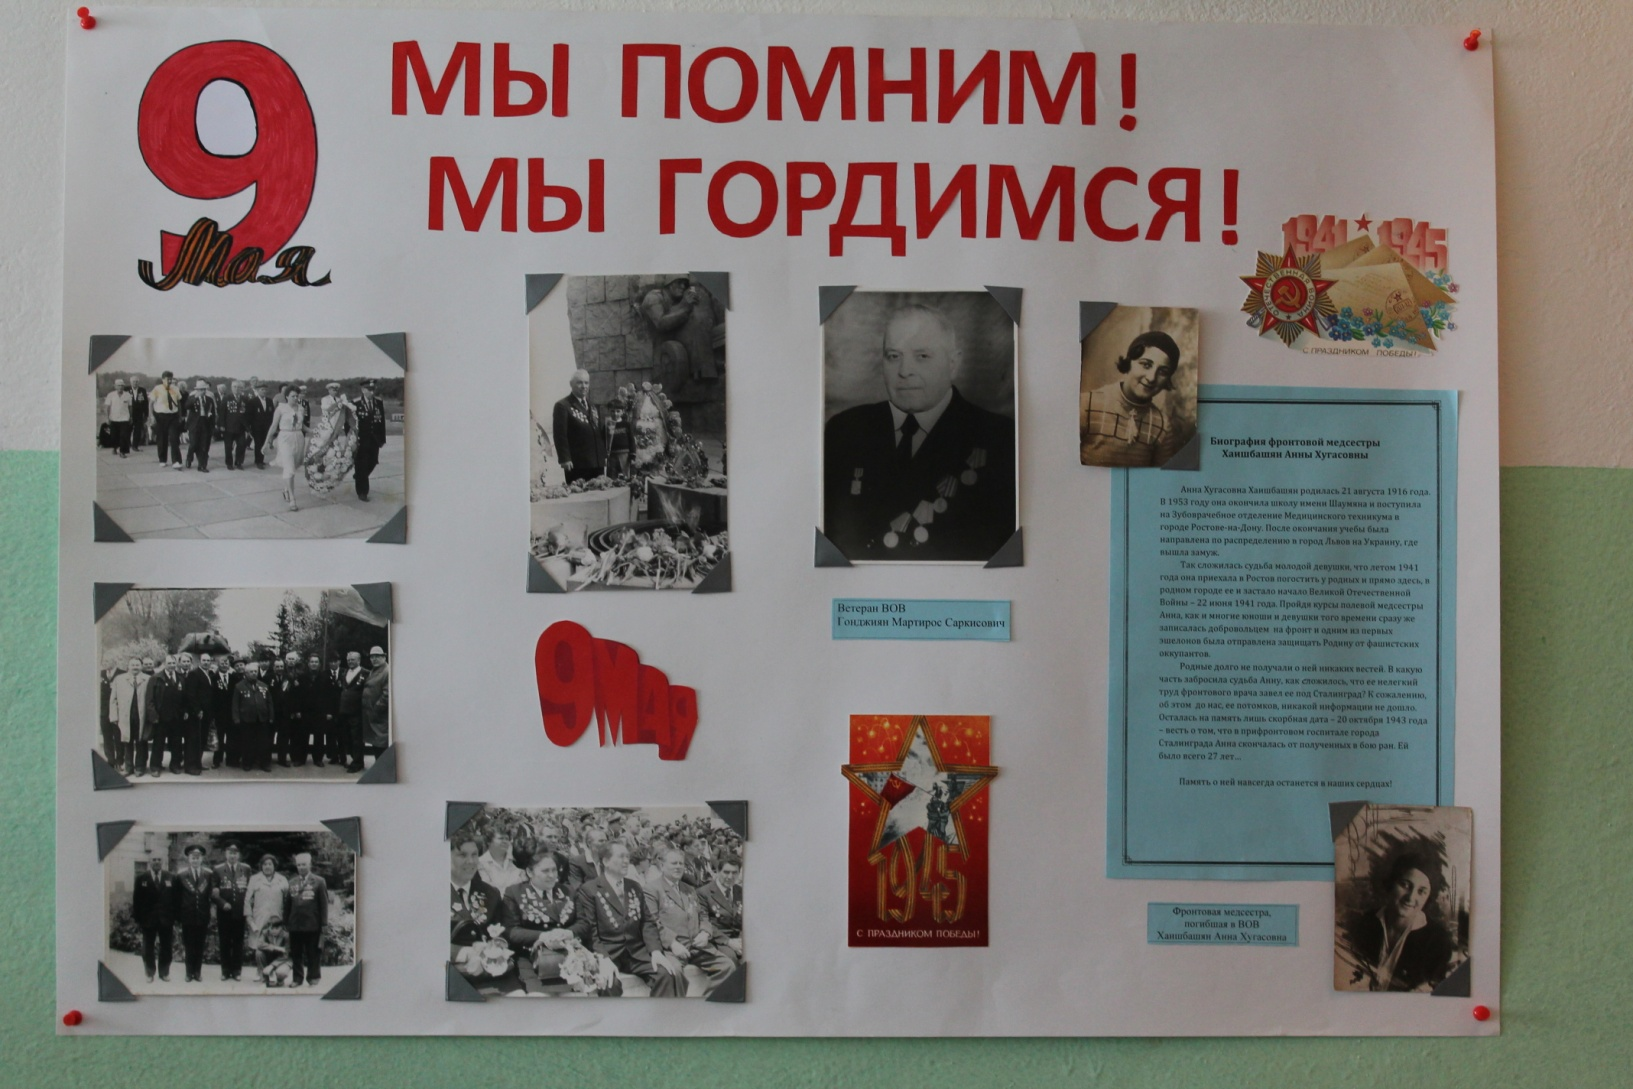 9
Мая
МЫ ПОМНИМ!
МЫ ГОРДИМСЯ!
1941 1945
ОТЕЧЕСТВЕННАЯ ВОЙНА
С ПРАЗДНИКОМ ПОБЕДЫ!
Биография фронтовой медсестры
Хаишбашян Анны Хугасовны
Анна Хугасовна Хаишбашян родилась 21 августа 1916 года.
В 1953 году она окончила школу имени Шаумяна и поступила
на Зубоврачебное отделение Медицинского техникума в
городе Ростове-на-Дону. После окончания учебы была
направлена по распределению в город Львов на Украину, где
вышла замуж.
Так сложилась судьба молодой девушки, что летом 1941
года она приехала в Ростов погостить у родных и прямо здесь, в
родном городе ее и застало начало Великой Отечественной
Войны – 22 июня 1941 года. Пройдя курсы полевой медсестры
Анна, как и многие юноши и девушки того времени сразу же
записалась добровольцем на фронт и одним из первых
эшелонов была отправлена защищать Родину от фашистских
оккупантов.
Родные долго не получали о ней никаких вестей. В какую
часть забросила судьба Анну, как сложилось, что ее нелегкий
труд фронтового врача завел ее под Сталинград? К сожалению,
об этом до нас, ее потомков, никакой информации не дошло.
Осталась на память лишь скорбная дата – 20 октября 1943 года
– весть о том, что в прифронтовом госпитале города
Сталинграда Анна скончалась от полученных в бою ран. Ей
было всего 27 лет...
Память о ней навсегда останется в наших сердцах!
Ветеран ВОВ
Гонджиян Мартирос Саркисович
9 МАЯ
1945
С ПРАЗДНИКОМ ПОБЕДЫ!
Фронтовая медсестра,
погибшая в ВОВ
Хаишбашян Анна Хугасовна